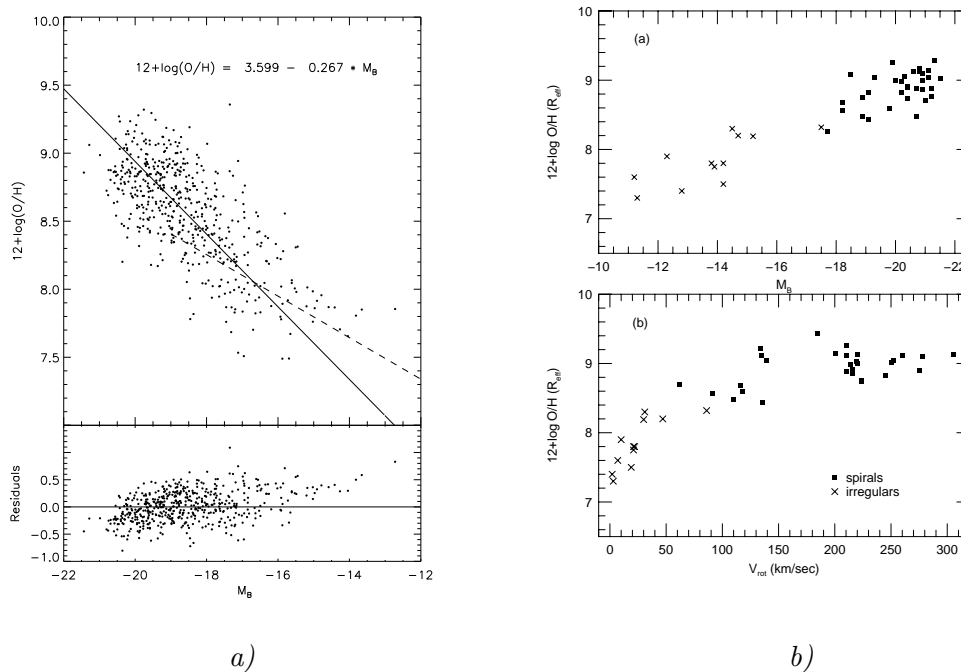 10.0
9.5
9.0
8.5
8.0
7.5
12+log(O/H)
12+log(O/H) = 3.599 − 0.267 * M_B
0.5
0.0
−0.5
−1.0
Residuals
−22 −20 −18 −16 −14 −12
M_B
a)
(a)
10
9
8
7
12+log O/H (R_eff)
−10 −12 −14 −16 −18 −20 −22
M_B
(b)
10
9
8
7
12+log O/H (R_eff)
spirals
irregulars
0 50 100 150 200 250 300
V_rot (km/sec)
b)